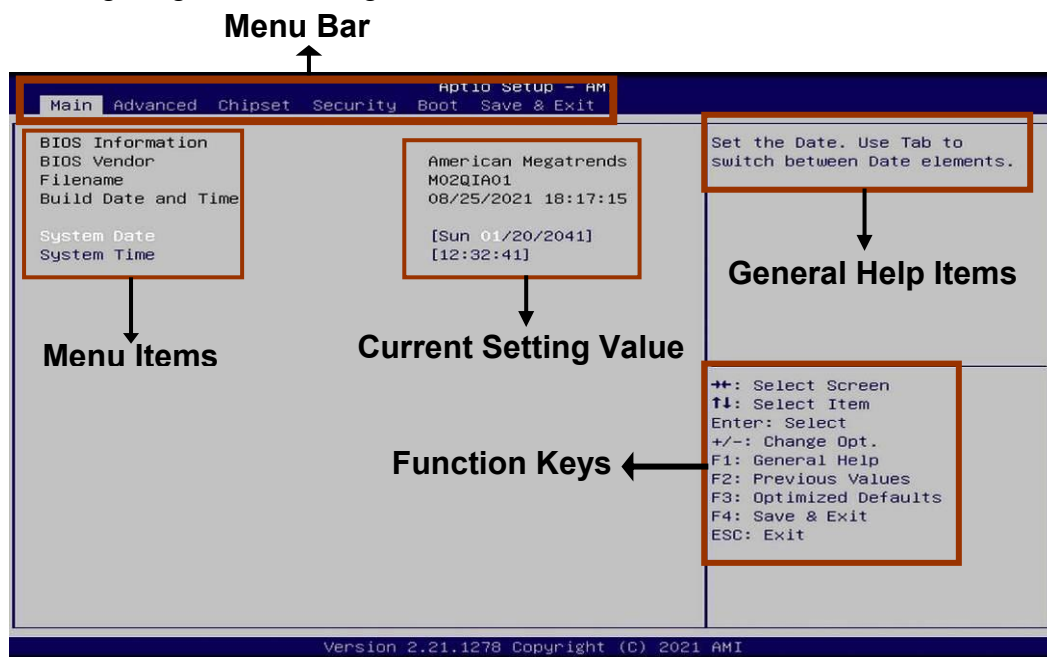 Menu Bar
Aptio Setup – AM
Main Advanced Chipset Security Boot Save & Exit
BIOS Information
BIOS Vendor American Megatrends
Filename M02QIA01
Build Date and Time 08/25/2021 18:17:15
System Date [Sun 01/20/2041]
System Time [12:32:41]
Set the Date. Use Tab to
switch between Date elements.
General Help Items
Menu Items
Current Setting Value
→←: Select Screen
↑↓: Select Item
Enter: Select
+/-: Change Opt.
F1: General Help
F2: Previous Values
F3: Optimized Defaults
F4: Save & Exit
ESC: Exit
Function Keys
Version 2.21.1278 Copyright (C) 2021 AMI